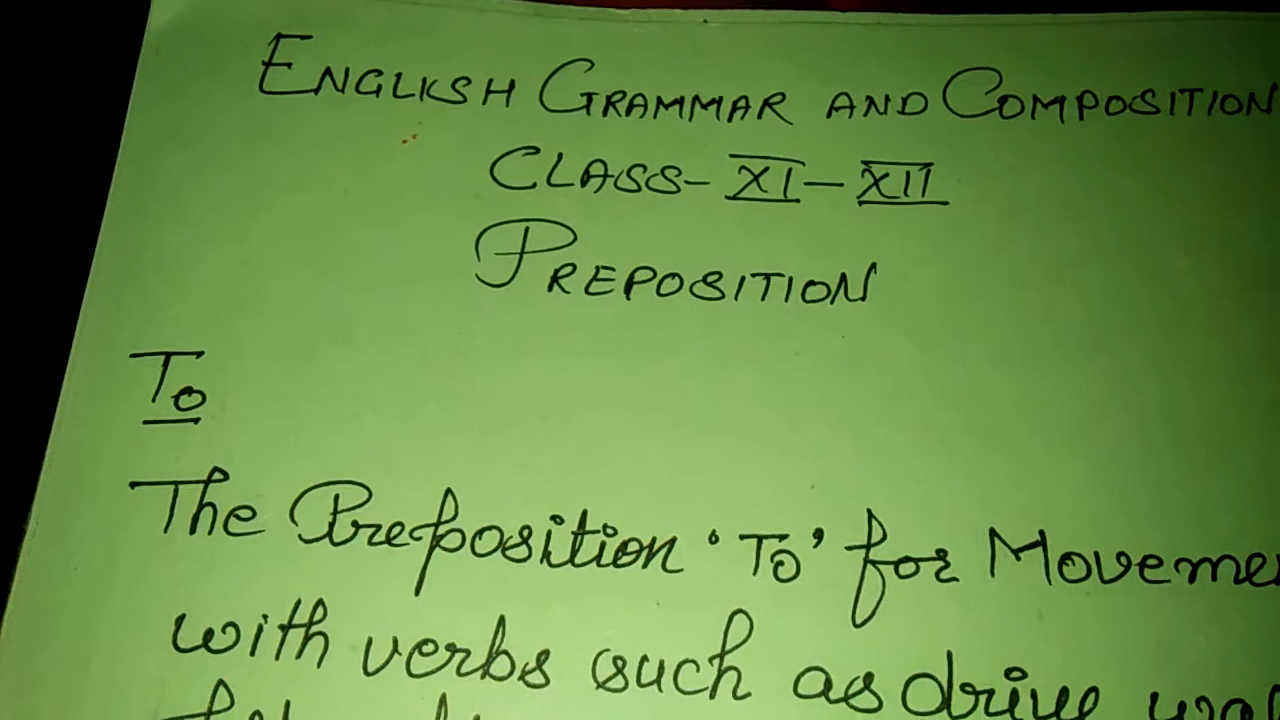 ENGLISH GRAMMAR AND COMPOSITION
CLASS-XI-XII
PREPOSITION
To
The Preposition 'To' for
with verbs such as drive